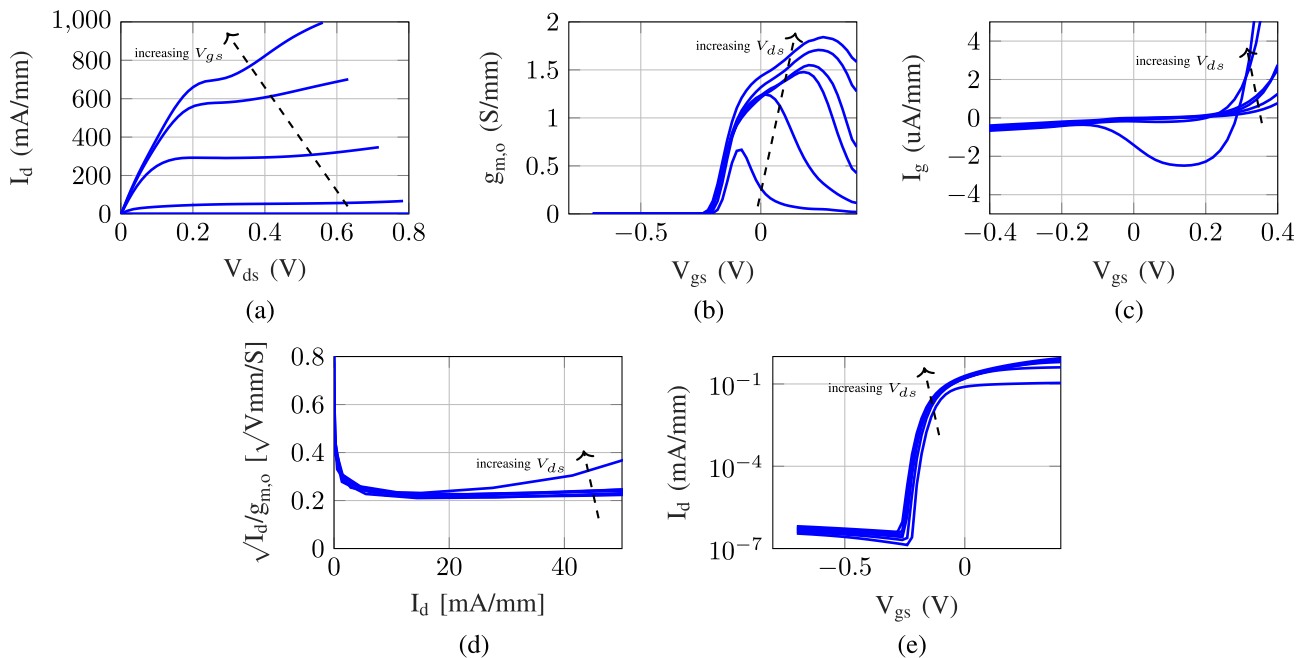 1,000
800
600
400
200
0
I_d (mA/mm)
increasing V_gs
0 0.2 0.4 0.6 0.8
V_ds (V)
(a)
2
1.5
1
0.5
0
g_m,o (S/mm)
increasing V_ds
−0.5 0
V_gs (V)
(b)
4
2
0
−2
−4
I_g (uA/mm)
increasing V_ds
−0.4 −0.2 0 0.2 0.4
V_gs (V)
(c)
0.8
0.6
0.4
0.2
0
√I_d/g_m,o [√Vmm/S]
increasing V_ds
0 20 40
I_d [mA/mm]
(d)
10^−1
10^−4
10^−7
I_d (mA/mm)
increasing V_ds
−0.5 0
V_gs (V)
(e)